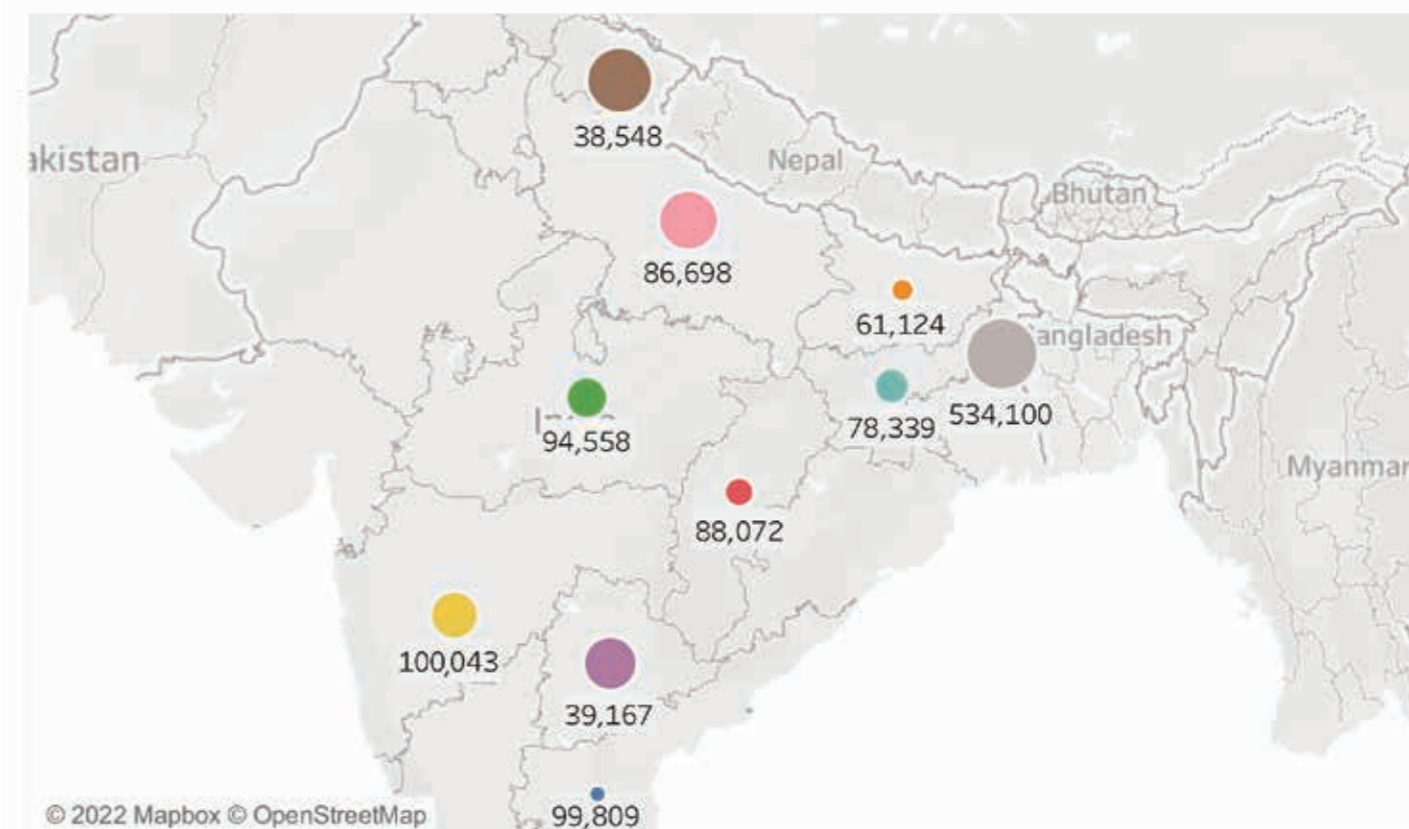 38,548
akistan
Nepal
Bhutan
86,698
61,124
angladesh
534,100
78,339
94,558
Myanmar
88,072
100,043
39,167
99,809
© 2022 Mapbox © OpenStreetMap